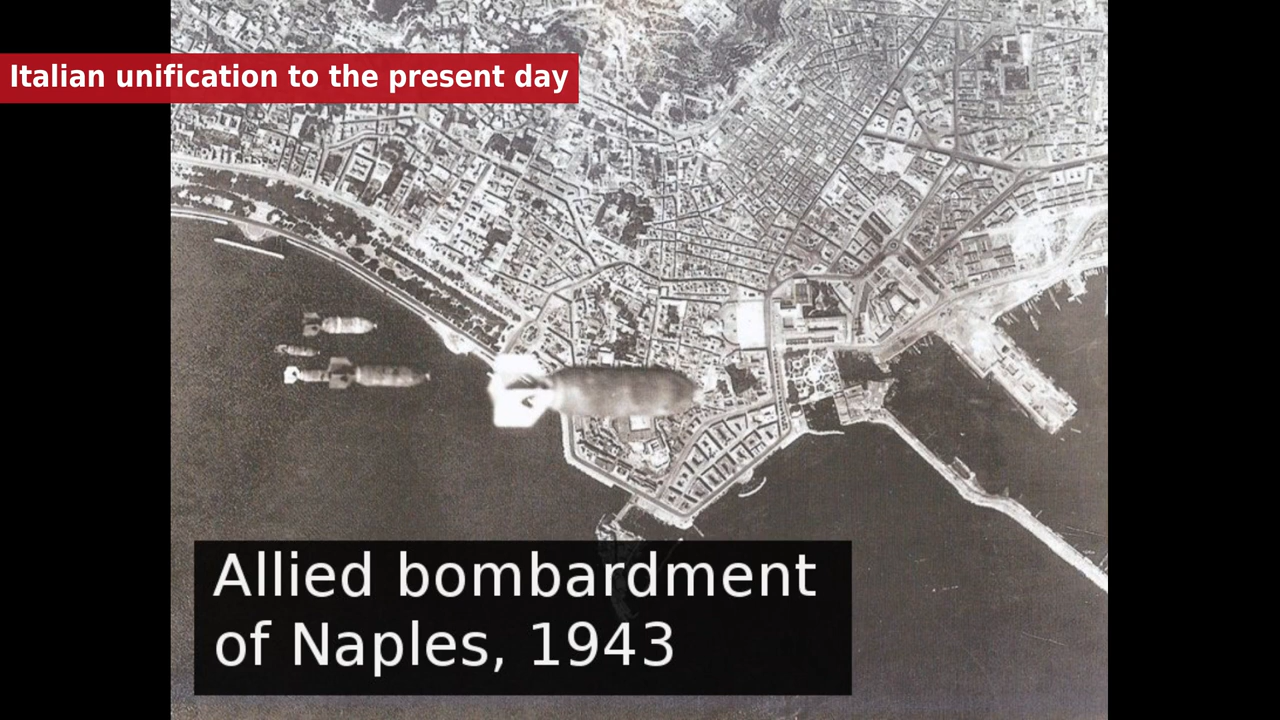 Italian unification to the present day
Allied bombardment
of Naples, 1943